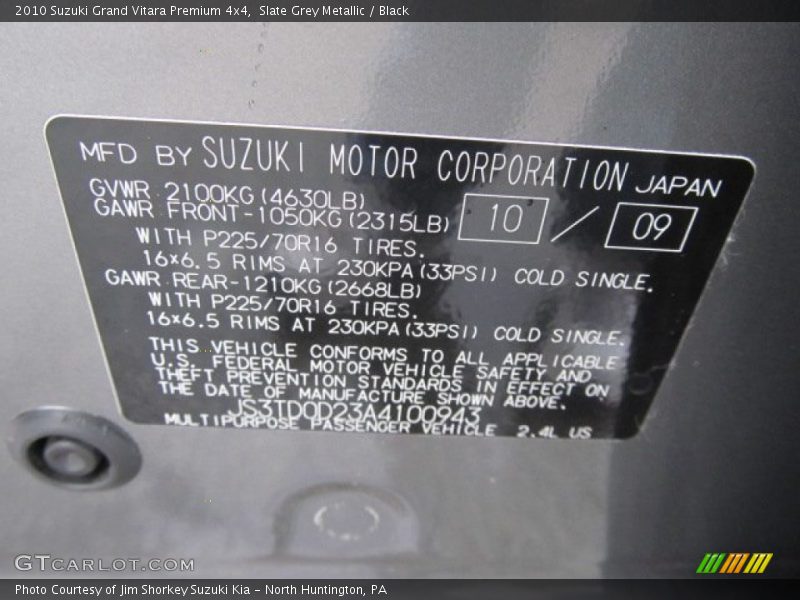 2010 Suzuki Grand Vitara Premium 4x4, Slate Grey Metallic / Black
MFD BY SUZUKI MOTOR CORPORATION JAPAN
GVWR 2100KG(4630LB)
GAWR FRONT-1050KG(2315LB) 10 / 09
WITH P225/70R16 TIRES.
16×6.5 RIMS AT 230KPA(33PSI) COLD SINGLE.
GAWR REAR-1210KG(2668LB)
WITH P225/70R16 TIRES.
16×6.5 RIMS AT 230KPA(33PSI) COLD SINGLE.
THIS VEHICLE CONFORMS TO ALL APPLICABLE
U.S. FEDERAL MOTOR VEHICLE SAFETY AND
THEFT PREVENTION STANDARDS IN EFFECT ON
THE DATE OF MANUFACTURE SHOWN ABOVE.
JS3TD0D23A4100943
MULTIPURPOSE PASSENGER VEHICLE 2.4L US
GTCARLOT.COM
Photo Courtesy of Jim Shorkey Suzuki Kia - North Huntington, PA